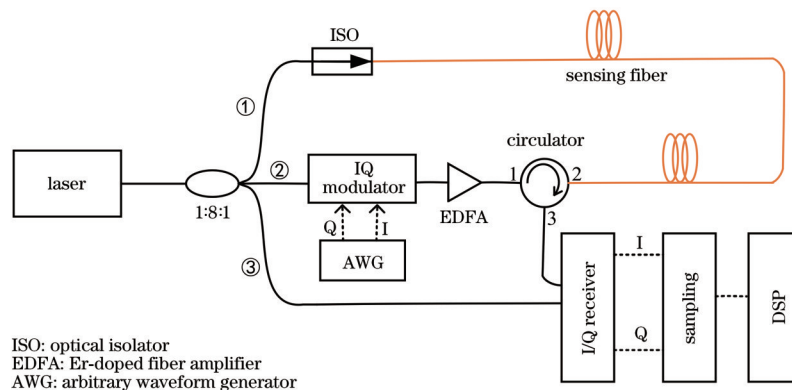 ISO
sensing fiber
①
laser
1:8:1
②
IQ
modulator
Q
I
AWG
EDFA
circulator
1
2
3
③
I/Q receiver
I
Q
sampling
DSP
ISO: optical isolator
EDFA: Er-doped fiber amplifier
AWG: arbitrary waveform generator